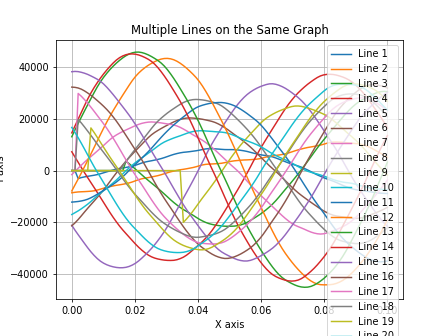 Multiple Lines on the Same Graph
40000
20000
0
−20000
−40000
0.00
0.02
0.04
0.06
X axis
Line 1
Line 2
Line 3
Line 4
Line 5
Line 6
Line 7
Line 8
Line 9
Line 10
Line 11
Line 12
Line 13
Line 14
Line 15
Line 16
Line 17
Line 18
Line 19
Line 20